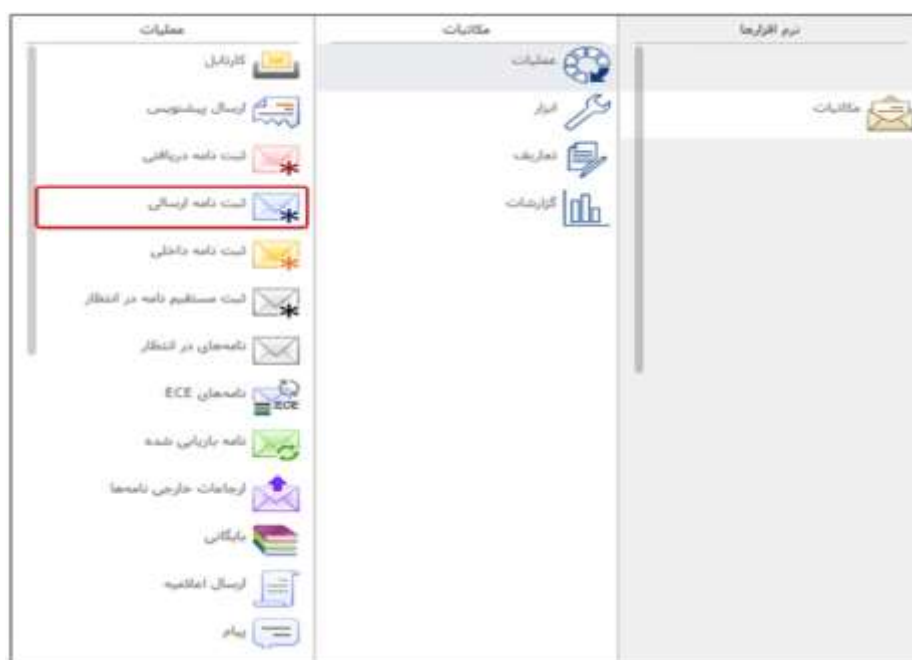 نرم افزارها
مکاتبات
مکاتبات
عملیات
ابزار
تعاریف
گزارشات
عملیات
کارتابل
ارسال پیشنویس
ثبت نامه دریافتی
ثبت نامه ارسالی
ثبت نامه داخلی
ثبت مستقیم نامه در انتظار
نامه‌های در انتظار
نامه‌های ECE
ECE
نامه بازیابی شده
ارجاعات خارجی نامه‌ها
بایگانی
ارسال اعلامیه
پیام